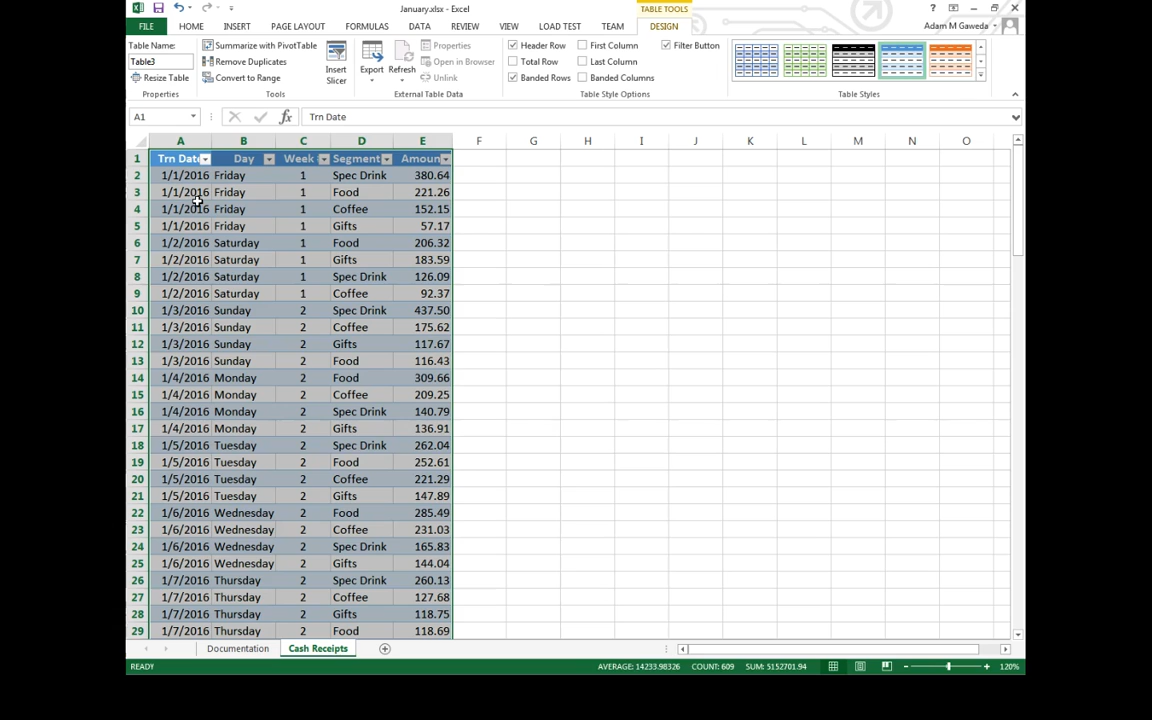 January.xlsx - Excel
TABLE TOOLS
FILE HOME INSERT PAGE LAYOUT FORMULAS DATA REVIEW VIEW LOAD TEST TEAM DESIGN Adam M Gaweda
Table Name:
Table3
Resize Table
Properties
Summarize with PivotTable
Remove Duplicates
Convert to Range
Tools
Insert
Slicer
Export Refresh
Properties
Open in Browser
Unlink
External Table Data
Header Row First Column Filter Button
Total Row Last Column
Banded Rows Banded Columns
Table Style Options
Table Styles
A1 fx Trn Date
A B C D E F G H I J K L M N O
1 Trn Date Day Week Segment Amoun
2 1/1/2016 Friday 1 Spec Drink 380.64
3 1/1/2016 Friday 1 Food 221.26
4 1/1/2016 Friday 1 Coffee 152.15
5 1/1/2016 Friday 1 Gifts 57.17
6 1/2/2016 Saturday 1 Food 206.32
7 1/2/2016 Saturday 1 Gifts 183.59
8 1/2/2016 Saturday 1 Spec Drink 126.09
9 1/2/2016 Saturday 1 Coffee 92.37
10 1/3/2016 Sunday 2 Spec Drink 437.50
11 1/3/2016 Sunday 2 Coffee 175.62
12 1/3/2016 Sunday 2 Gifts 117.67
13 1/3/2016 Sunday 2 Food 116.43
14 1/4/2016 Monday 2 Food 309.66
15 1/4/2016 Monday 2 Coffee 209.25
16 1/4/2016 Monday 2 Spec Drink 140.79
17 1/4/2016 Monday 2 Gifts 136.91
18 1/5/2016 Tuesday 2 Spec Drink 262.04
19 1/5/2016 Tuesday 2 Food 252.61
20 1/5/2016 Tuesday 2 Coffee 221.29
21 1/5/2016 Tuesday 2 Gifts 147.89
22 1/6/2016 Wednesday 2 Food 285.49
23 1/6/2016 Wednesday 2 Coffee 231.03
24 1/6/2016 Wednesday 2 Spec Drink 165.83
25 1/6/2016 Wednesday 2 Gifts 144.04
26 1/7/2016 Thursday 2 Spec Drink 260.13
27 1/7/2016 Thursday 2 Coffee 127.68
28 1/7/2016 Thursday 2 Gifts 118.75
29 1/7/2016 Thursday 2 Food 118.69
Documentation Cash Receipts
READY AVERAGE: 14233.98326 COUNT: 609 SUM: 5152701.94 120%